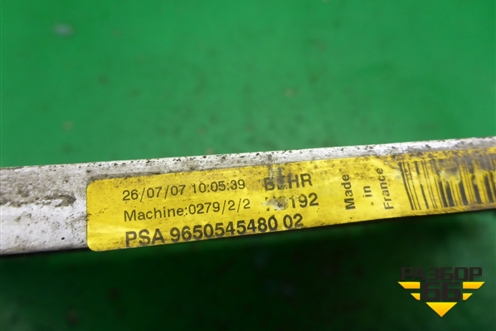 26/07/07 10:05:39 BEHR
Machine:0279/2/2 192
PSA 9650545480 02
Made
in
France
РАЗБОР
66